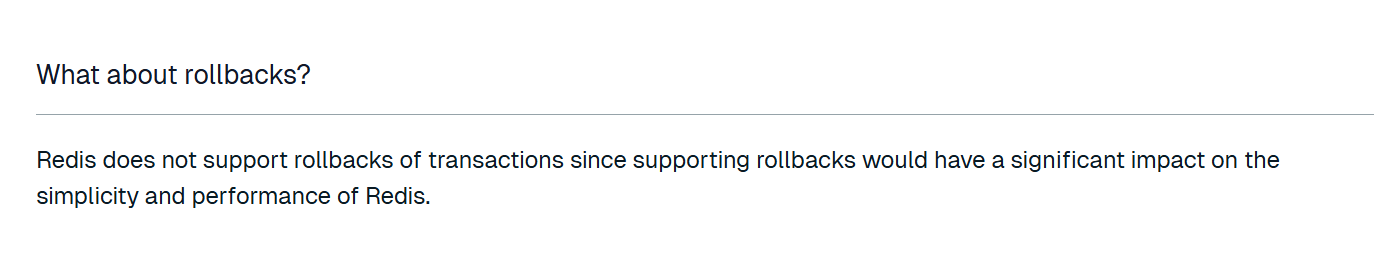 What about rollbacks?
Redis does not support rollbacks of transactions since supporting rollbacks would have a significant impact on the
simplicity and performance of Redis.